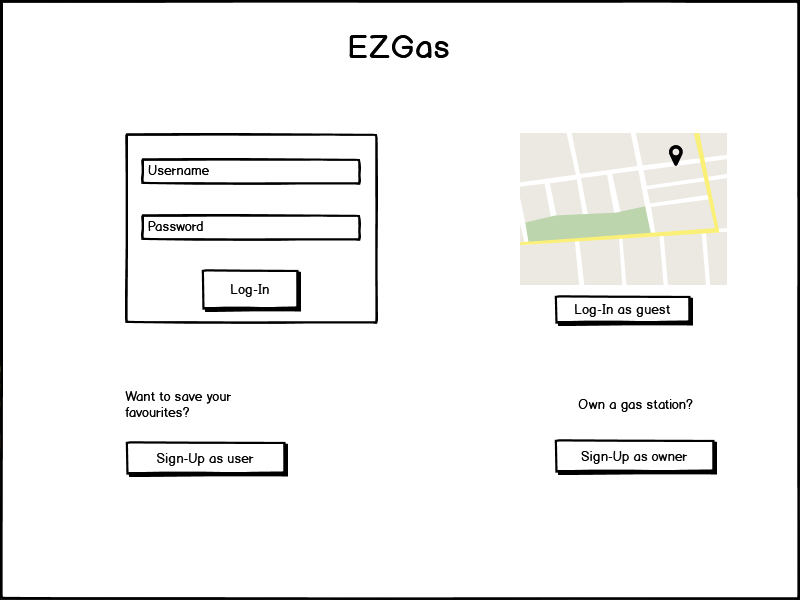 EZGas
Username
Password
Log-In
Log-In as guest
Want to save your
favourites?
Sign-Up as user
Own a gas station?
Sign-Up as owner